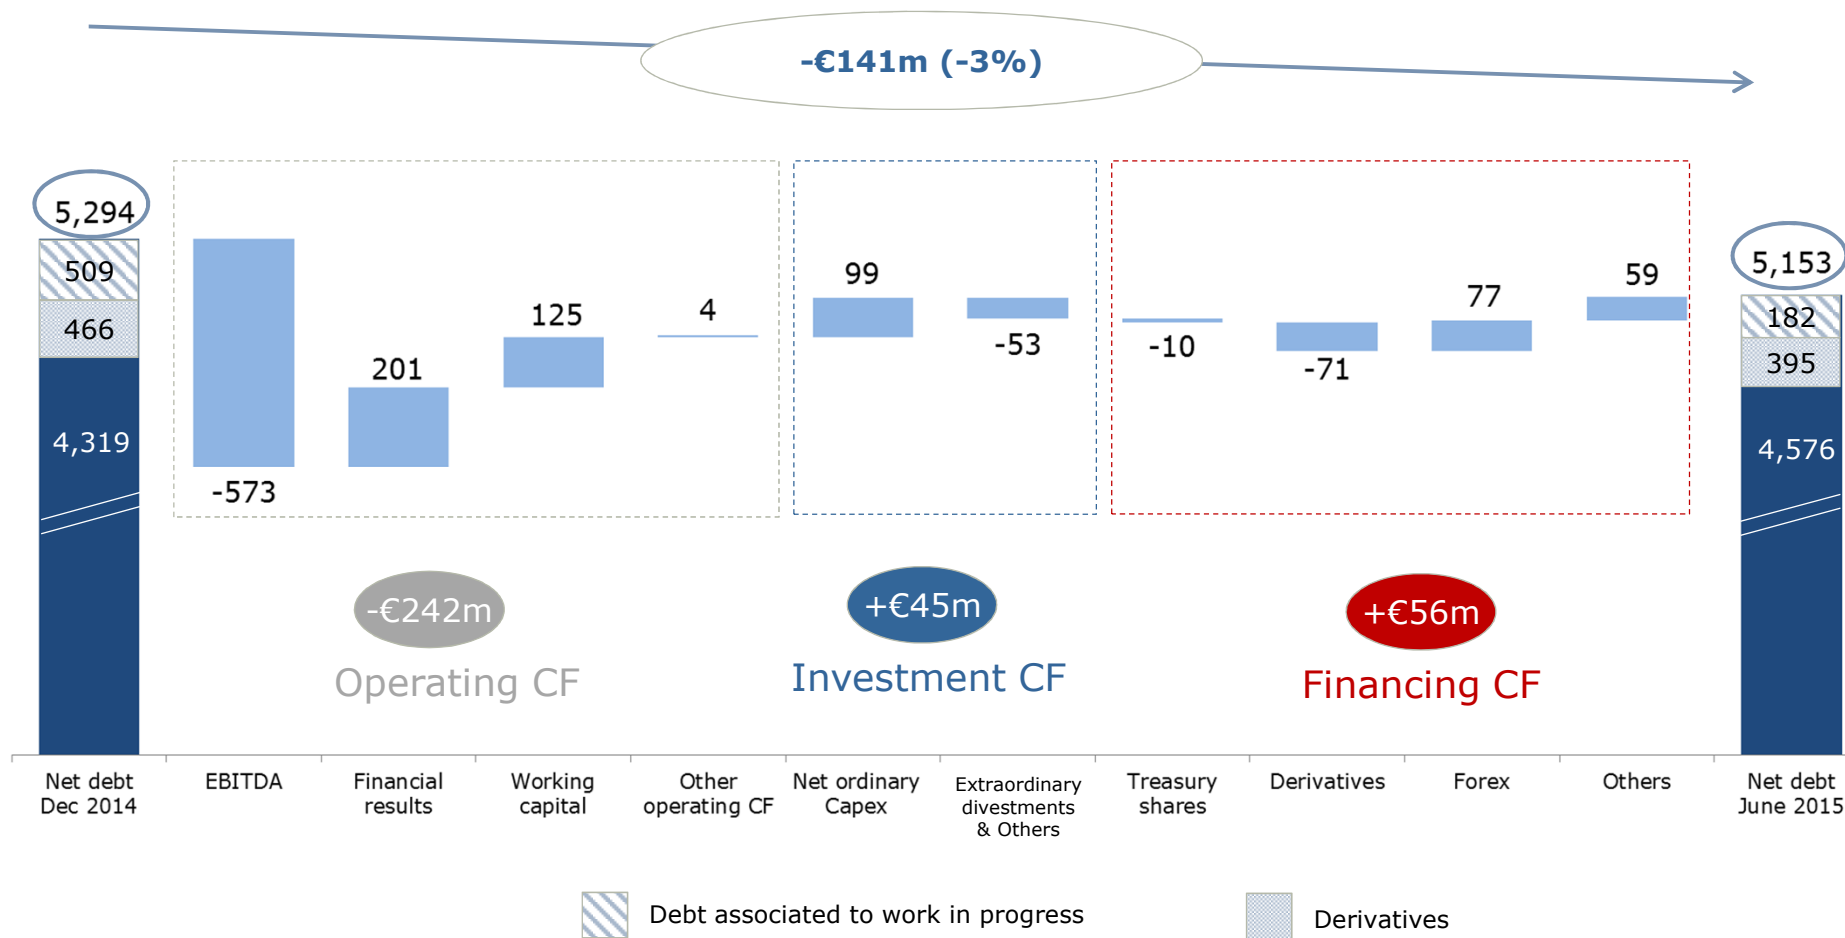 -€141m (-3%)
5,294
509
466
4,319
-573
201
125
4
99
-53
-10
-71
77
59
5,153
182
395
4,576
-€242m
Operating CF
+€45m
Investment CF
+€56m
Financing CF
Net debt
Dec 2014
EBITDA
Financial
results
Working
capital
Other
operating CF
Net ordinary
Capex
Extraordinary
divestments
& Others
Treasury
shares
Derivatives
Forex
Others
Net debt
June 2015
Debt associated to work in progress
Derivatives